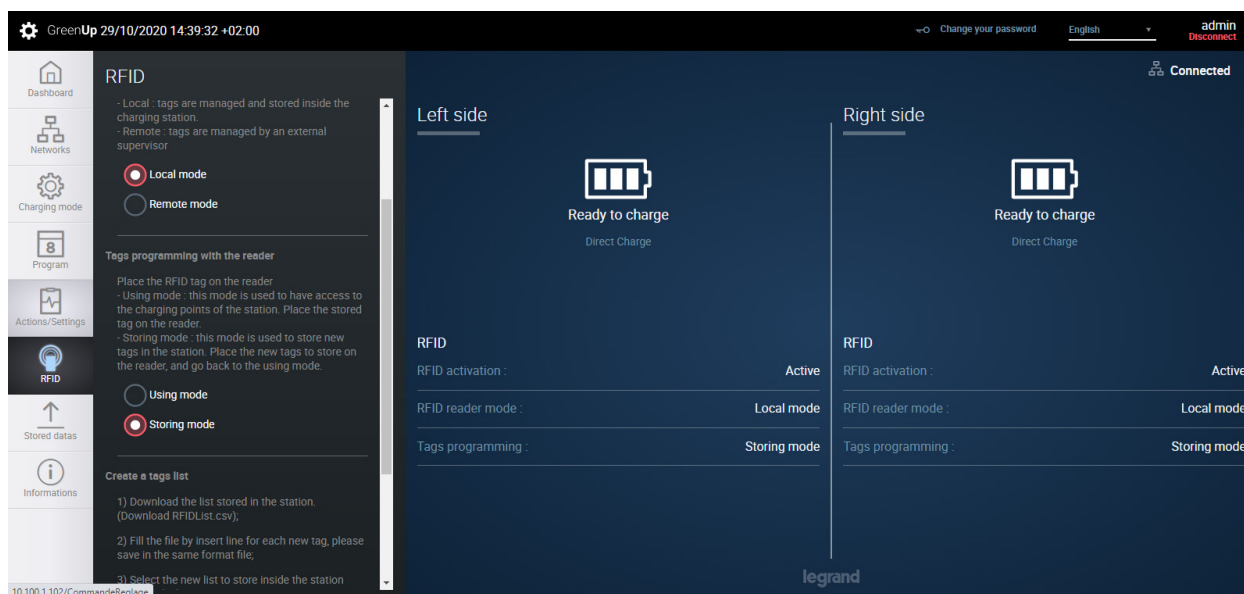 GreenUp 29/10/2020 14:39:32 +02:00
Change your password
English
admin
Disconnect
Dashboard
Networks
Charging mode
8
Program
Actions/Settings
RFID
Stored datas
Informations
RFID
- Local : tags are managed and stored inside the
charging station.
- Remote : tags are managed by an external
supervisor
Local mode
Remote mode
Tags programming with the reader
Place the RFID tag on the reader
- Using mode : this mode is used to have access to
the charging points of the station. Place the stored
tag on the reader.
- Storing mode : this mode is used to store new
tags in the station. Place the new tags to store on
the reader, and go back to the using mode.
Using mode
Storing mode
Create a tags list
1) Download the list stored in the station.
(Download RFIDList.csv);
2) Fill the file by insert line for each new tag, please
save in the same format file;
3) Select the new list to store inside the station
10.100.1.102/CommandeReglage
Connected
Left side
Ready to charge
Direct Charge
RFID
RFID activation : Active
RFID reader mode : Local mode
Tags programming : Storing mode
Right side
Ready to charge
Direct Charge
RFID
RFID activation : Active
RFID reader mode : Local mode
Tags programming : Storing mode
legrand